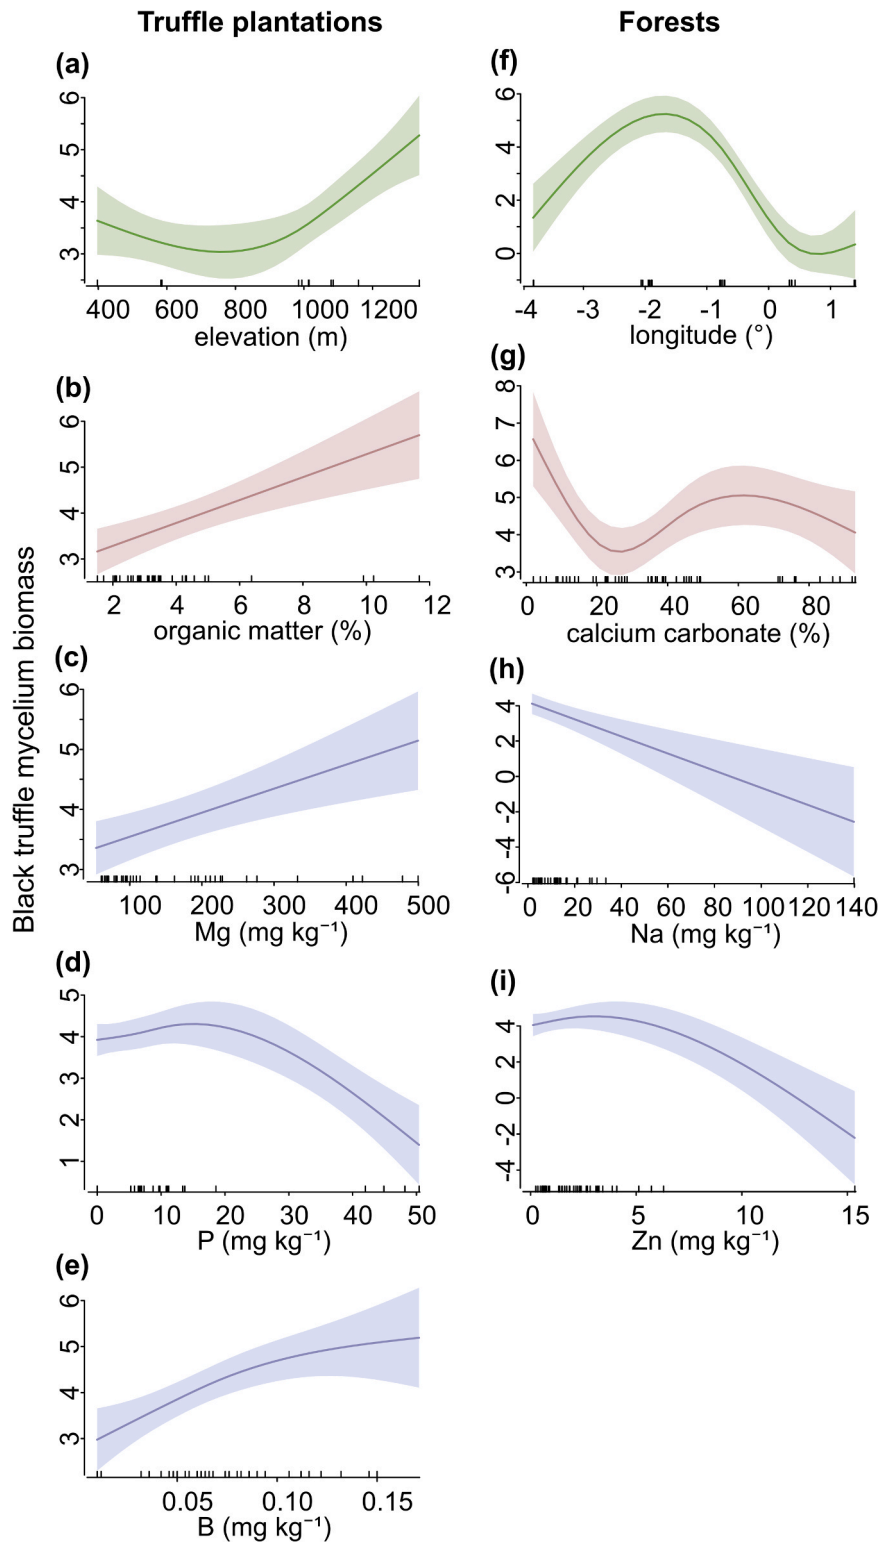 Truffle plantations
Forests
Black truffle mycelium biomass
(a)
6
5
4
3
400 600 800 1000 1200
elevation (m)
(b)
6
5
4
3
2 4 6 8 10 12
organic matter (%)
(c)
6
5
4
3
100 200 300 400 500
Mg (mg kg⁻¹)
(d)
5
4
3
2
1
0 10 20 30 40 50
P (mg kg⁻¹)
(e)
6
5
4
3
0.05 0.10 0.15
B (mg kg⁻¹)
(f)
6
4
2
0
-4 -3 -2 -1 0 1
longitude (°)
(g)
8
7
6
5
4
3
0 20 40 60 80
calcium carbonate (%)
(h)
4
2
0
-2
-4
-6
0 20 40 60 80 100 120 140
Na (mg kg⁻¹)
(i)
4
2
0
-2
-4
0 5 10 15
Zn (mg kg⁻¹)